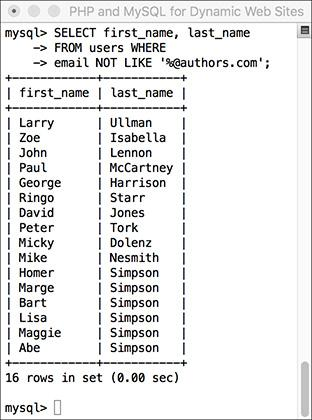 PHP and MySQL for Dynamic Web Sites
mysql> SELECT first_name, last_name
    -> FROM users WHERE
    -> email NOT LIKE '%@authors.com';
+------------+-----------+
| first_name | last_name |
+------------+-----------+
| Larry      | Ullman    |
| Zoe        | Isabella  |
| John       | Lennon    |
| Paul       | McCartney |
| George     | Harrison  |
| Ringo      | Starr     |
| David      | Jones     |
| Peter      | Tork      |
| Micky      | Dolenz    |
| Mike       | Nesmith   |
| Homer      | Simpson   |
| Marge      | Simpson   |
| Bart       | Simpson   |
| Lisa       | Simpson   |
| Maggie     | Simpson   |
| Abe        | Simpson   |
+------------+-----------+
16 rows in set (0.00 sec)
mysql>